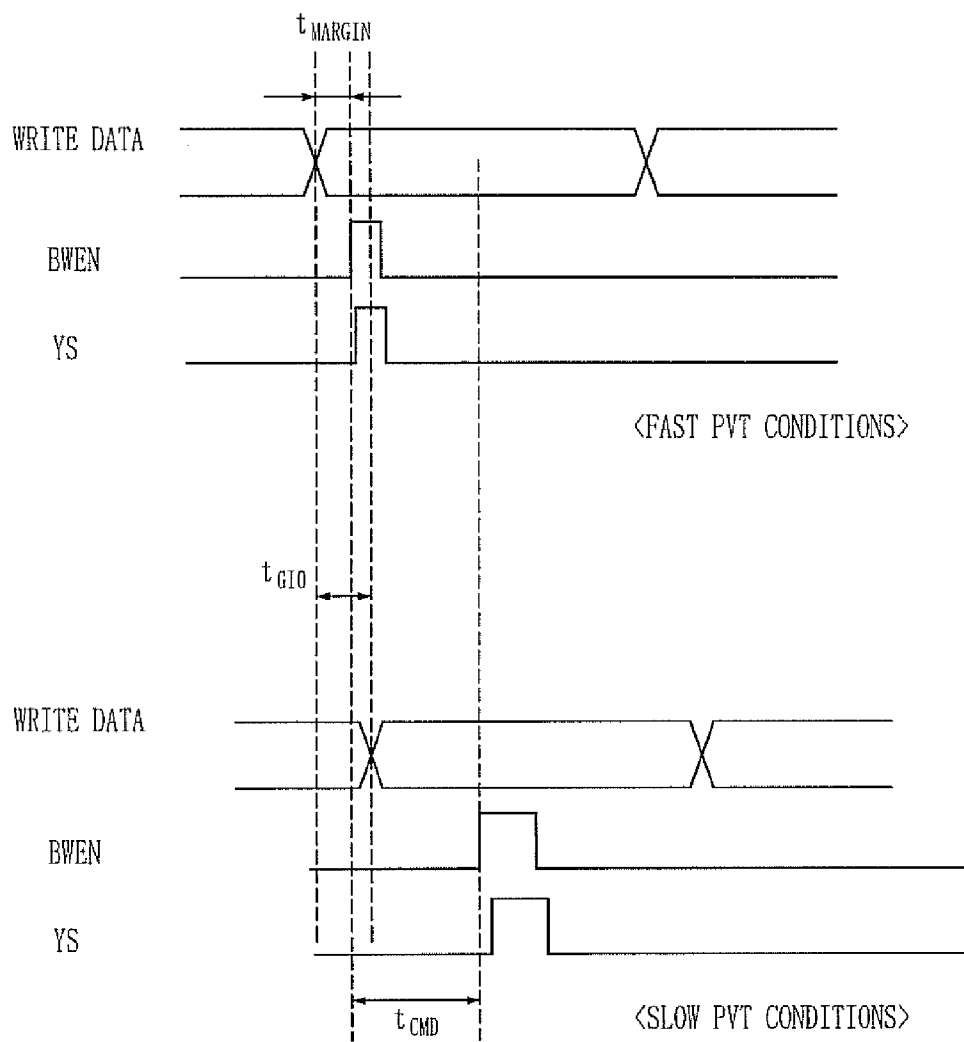 tMARGIN
WRITE DATA
BWEN
YS
<FAST PVT CONDITIONS>
tGIO
WRITE DATA
BWEN
YS
tCMD
<SLOW PVT CONDITIONS>